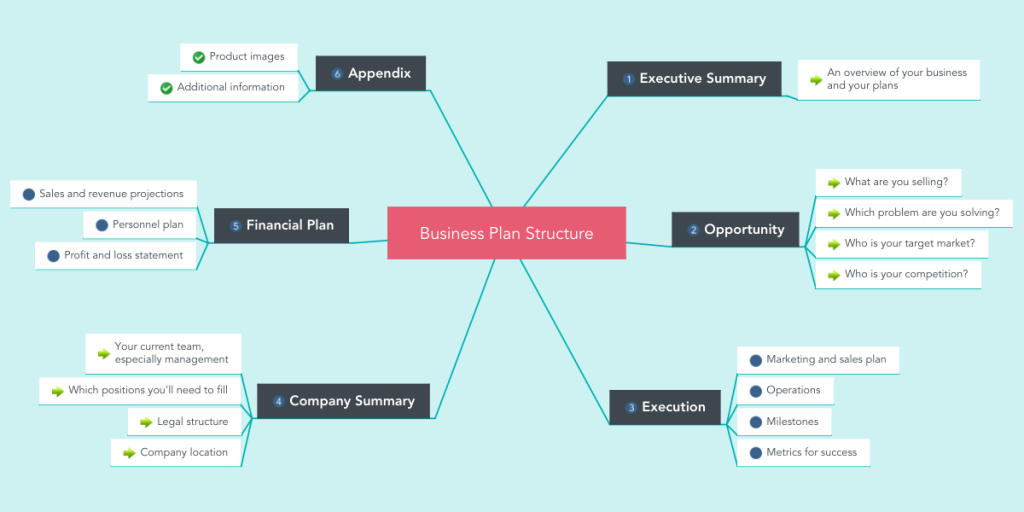 Business Plan Structure
1 Executive Summary
An overview of your business
and your plans
2 Opportunity
What are you selling?
Which problem are you solving?
Who is your target market?
Who is your competition?
3 Execution
Marketing and sales plan
Operations
Milestones
Metrics for success
4 Company Summary
Your current team,
especially management
Which positions you'll need to fill
Legal structure
Company location
5 Financial Plan
Sales and revenue projections
Personnel plan
Profit and loss statement
6 Appendix
Product images
Additional information